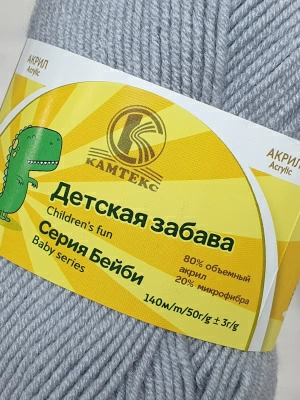 АКРИЛ
Acrylic
КАМТЕКС
АКРИЛ
Acrylic
Детская забава
Children's fun
Серия Бейби
Baby series
80% объемный
акрил
20% микрофибра
140м/m/50г/g ± 3г/g